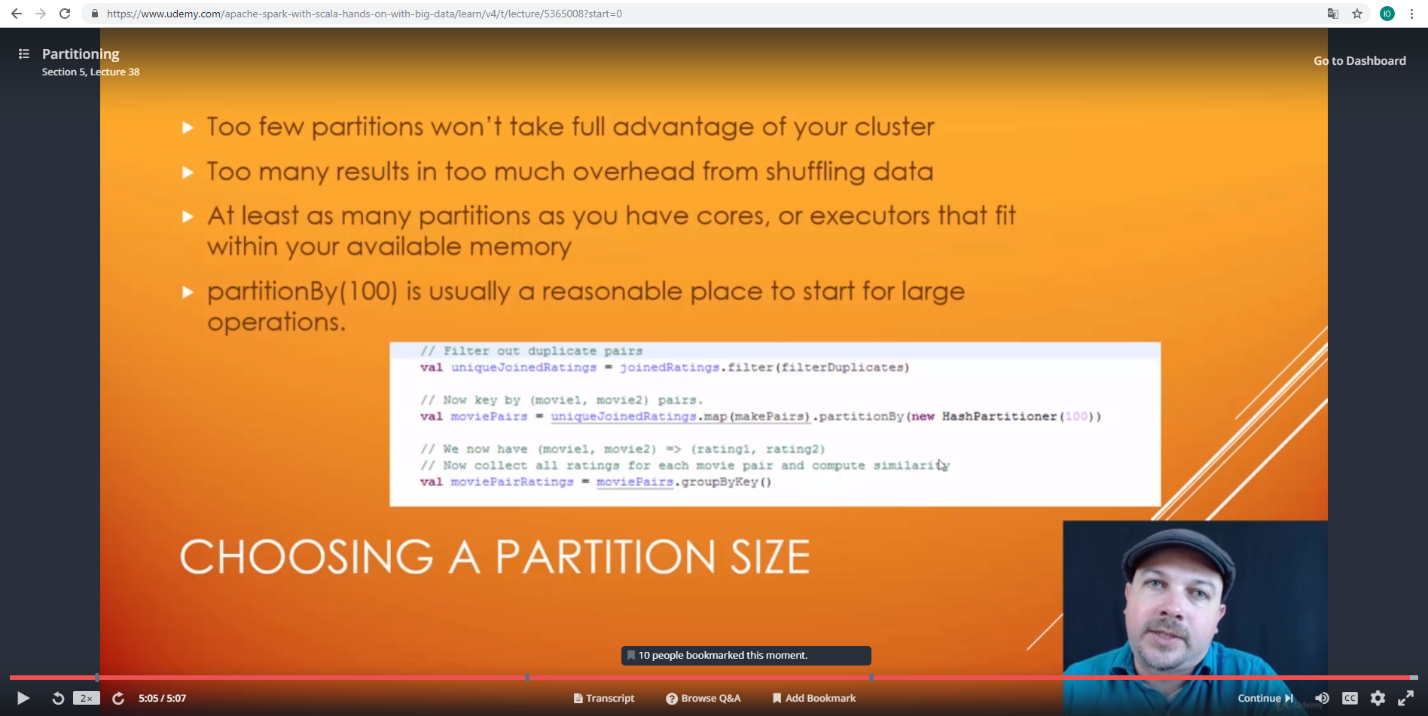 https://www.udemy.com/apache-spark-with-scala-hands-on-with-big-data/learn/v4/t/lecture/5365008?start=0
Partitioning
Section 5, Lecture 38
Go to Dashboard
Too few partitions won't take full advantage of your cluster
Too many results in too much overhead from shuffling data
At least as many partitions as you have cores, or executors that fit
within your available memory
partitionBy(100) is usually a reasonable place to start for large
operations.
// Filter out duplicate pairs
val uniqueJoinedRatings = joinedRatings.filter(filterDuplicates)
// Now key by (movie1, movie2) pairs.
val moviePairs = uniqueJoinedRatings.map(makePairs).partitionBy(new HashPartitioner(100))
// We now have (movie1, movie2) => (rating1, rating2)
// Now collect all ratings for each movie pair and compute similarity
val moviePairRatings = moviePairs.groupByKey()
CHOOSING A PARTITION SIZE
10 people bookmarked this moment.
2×
5:05 / 5:07
Transcript
Browse Q&A
Add Bookmark
Continue
CC